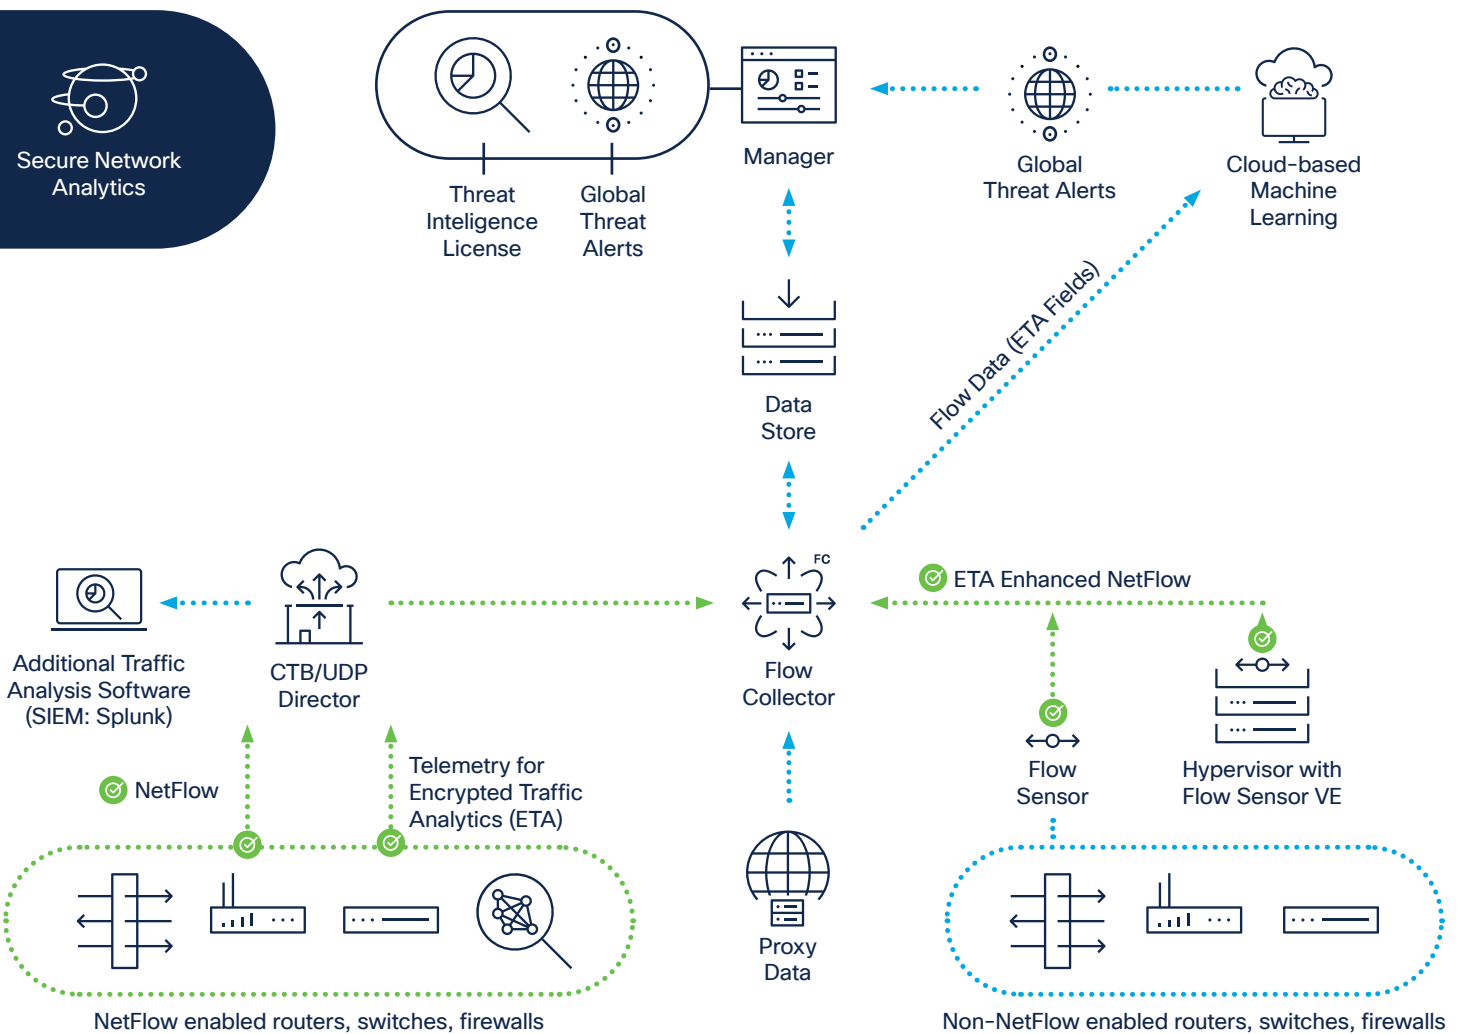 Secure Network
Analytics
Threat
Inteligence
License
Global
Threat
Alerts
Manager
Global
Threat Alerts
Cloud-based
Machine
Learning
Data
Store
Flow Data (ETA Fields)
Additional Traffic
Analysis Software
(SIEM: Splunk)
CTB/UDP
Director
FC
Flow
Collector
ETA Enhanced NetFlow
NetFlow
Telemetry for
Encrypted Traffic
Analytics (ETA)
Flow
Sensor
Hypervisor with
Flow Sensor VE
Proxy
Data
NetFlow enabled routers, switches, firewalls
Non-NetFlow enabled routers, switches, firewalls